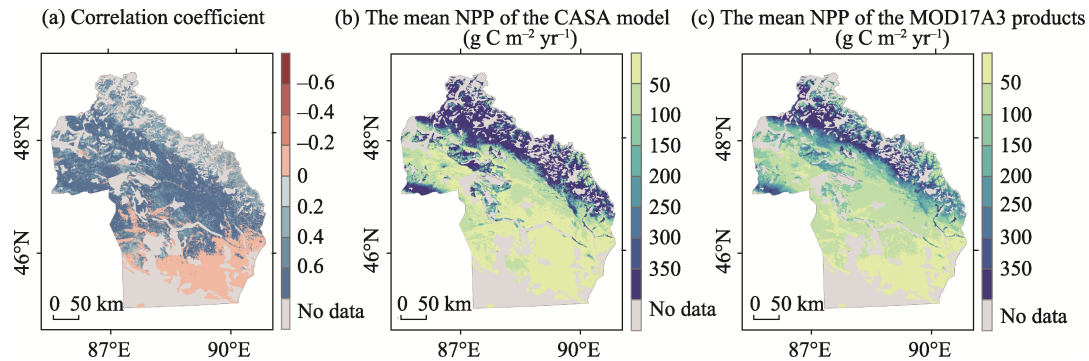 (a) Correlation coefficient
–0.6
–0.4
–0.2
0
0.2
0.4
0.6
No data
48°N
46°N
0 50 km
87°E 90°E
(b) The mean NPP of the CASA model
(g C m⁻² yr⁻¹)
50
100
150
200
250
300
350
No data
48°N
46°N
0 50 km
87°E 90°E
(c) The mean NPP of the MOD17A3 products
(g C m⁻² yr⁻¹)
50
100
150
200
250
300
350
No data
48°N
46°N
0 50 km
87°E 90°E